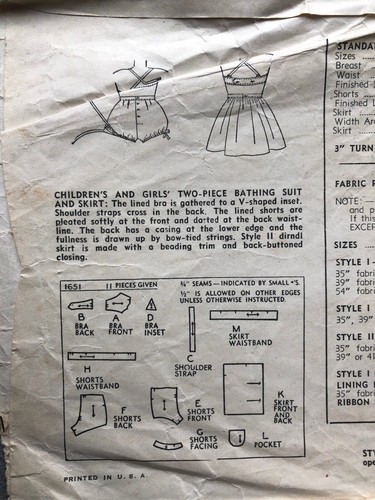 CHILDREN'S AND GIRLS' TWO-PIECE BATHING SUIT
AND SKIRT: The lined bra is gathered to a V-shaped inset.
Shoulder straps cross in the back. The lined shorts are
pleated softly at the front and darted at the back waist-
line. The back has a casing at the lower edge and the
fullness is drawn up by bow-tied strings. Style II dirndl
skirt is made with a beading trim and back-buttoned
closing.
1651 11 PIECES GIVEN
SEAMS—INDICATED BY SMALL
½" IS ALLOWED ON OTHER EDGES
UNLESS OTHERWISE INSTRUCTED.
B
BRA
BACK
A
BRA
FRONT
D
BRA
INSET
C
SHOULDER
STRAP
M
SKIRT
WAISTBAND
H
SHORTS
WAISTBAND
F
SHORTS
BACK
E
SHORTS
FRONT
K
SKIRT
FRONT
AND
BACK
G
SHORTS
FACING
L
POCKET
PRINTED IN U. S. A.
STANDA
Sizes
Breast
Waist
Finished
Shorts
Finished
Skirt
Width
Skirt
3" TURN
FABRIC
NOTE:—
and
If this
EXCE
SIZES
STYLE I
35" fabri
39" fabri
54" fabri
STYLE I
35", 39"
STYLE II
35" fabri
39" or 41
STYLE I
LINING
35" fabri
RIBBON
STY
ope